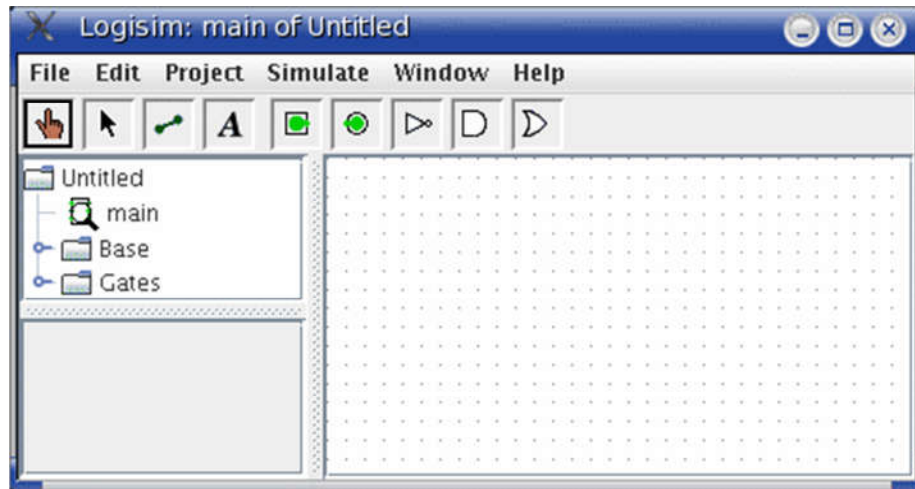 Logisim: main of Untitled
File Edit Project Simulate Window Help
A
Untitled
main
Base
Gates